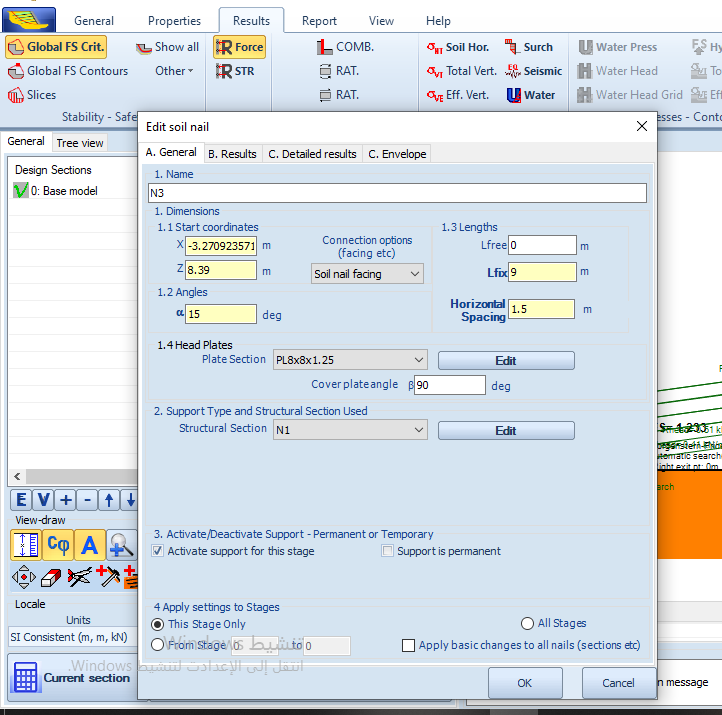 General Properties Results Report View Help
Global FS Crit. Show all Force COMB. Soil Hor. Surch Water Press
Global FS Contours Other STR RAT. Total Vert. Seismic Water Head
Slices RAT. Eff. Vert. Water Water Head Grid
Stability - Safe
esses - Conto
General Tree view
Design Sections
0: Base model
Edit soil nail
A. General B. Results C. Detailed results C. Envelope
1. Name
N3
1. Dimensions
1.1 Start coordinates
X -3.270923571 m
Z 8.39 m
Connection options
(facing etc)
Soil nail facing
1.2 Angles
α 15 deg
1.3 Lengths
Lfree 0 m
Lfix 9 m
Horizontal
Spacing 1.5 m
1.4 Head Plates
Plate Section PL8x8x1.25 Edit
Cover plate angle β 90 deg
2. Support Type and Structural Section Used
Structural Section N1 Edit
3. Activate/Deactivate Support - Permanent or Temporary
Activate support for this stage Support is permanent
4 Apply settings to Stages
This Stage Only All Stages
From Stage 0 to 0 Apply basic changes to all nails (sections etc)
OK Cancel
تنشيط Windows
انتقل إلى الإعدادات لتنشيط Windows.
E V + -
View-draw
Cφ A
Locale
Units
SI Consistent (m, m, kN)
Current section
S= 1.233
utomatic search
ight exit pt: 0m
arch
n message